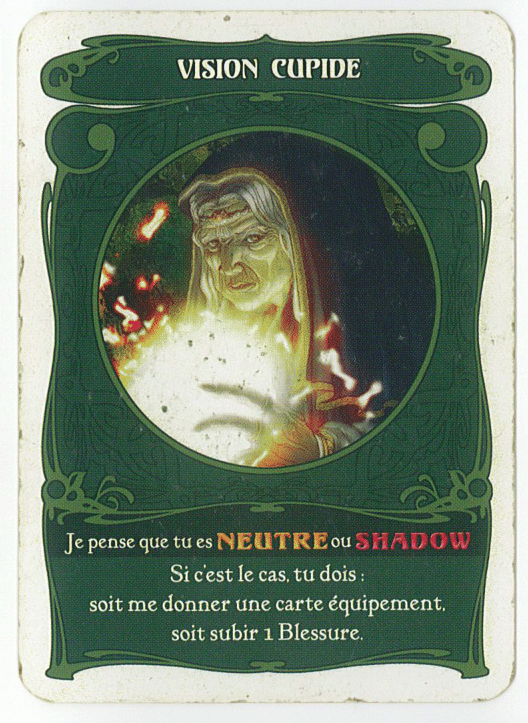 VISION CUPIDE
Je pense que tu es NEUTRE ou SHADOW
Si c'est le cas, tu dois :
soit me donner une carte équipement,
soit subir 1 Blessure.